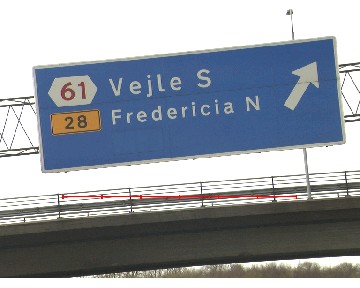 61 Vejle S
28 Fredericia N